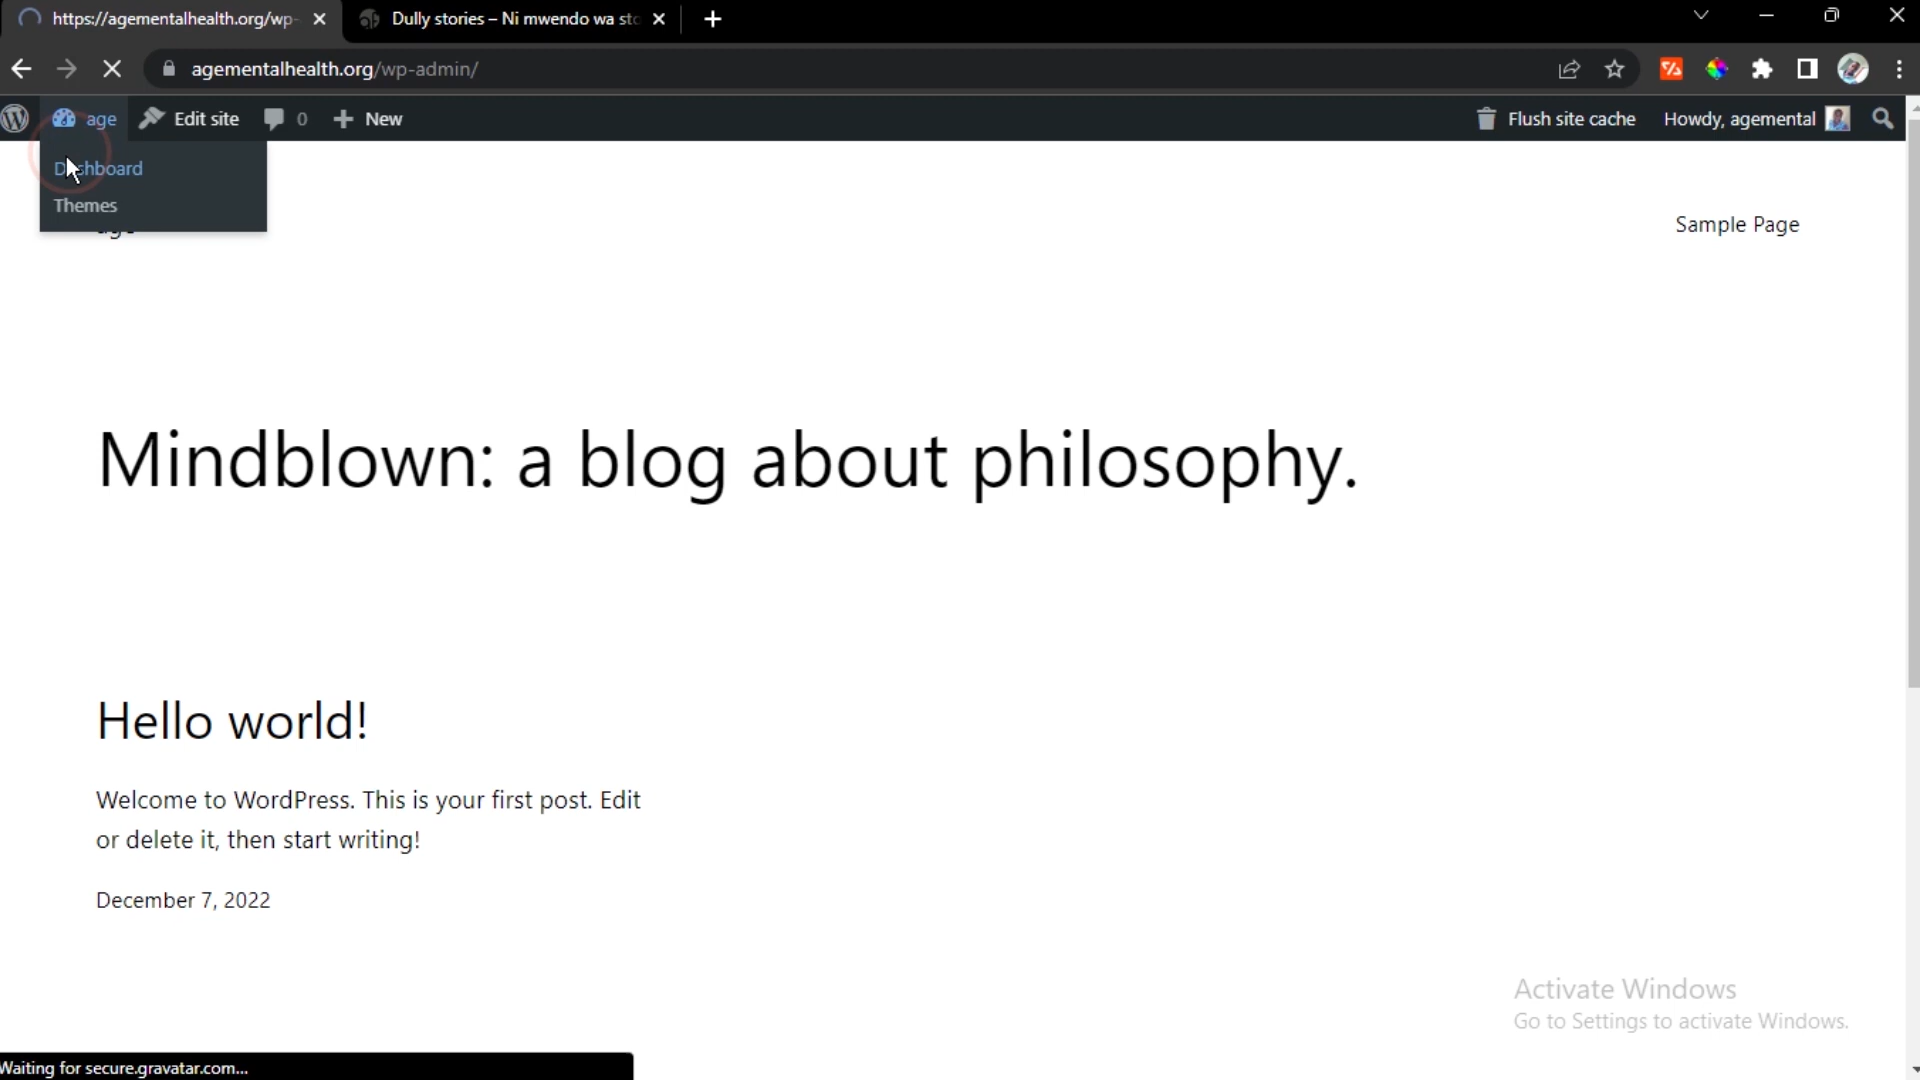 https://agementalhealth.org/wp-
Dully stories – Ni mwendo wa sto
agementalhealth.org/wp-admin/
age
Edit site
0
New
Flush site cache
Howdy, agemental
Dashboard
Themes
age
Sample Page
Mindblown: a blog about philosophy.
Hello world!
Welcome to WordPress. This is your first post. Edit
or delete it, then start writing!
December 7, 2022
Activate Windows
Go to Settings to activate Windows.
Waiting for secure.gravatar.com...